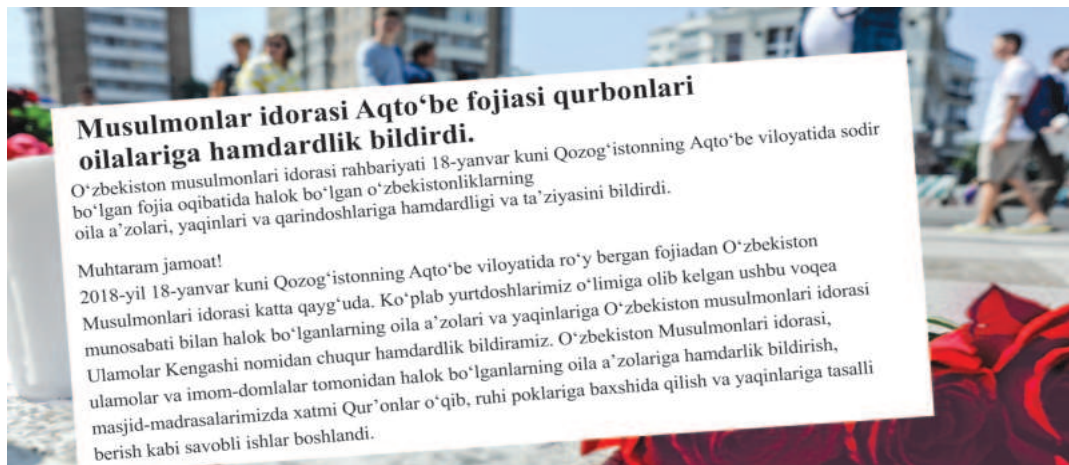 Musulmonlar idorasi Aqto‘be fojiasi qurbonlari
oilalariga hamdardlik bildirdi.
O‘zbekiston musulmonlari idorasi rahbariyati 18-yanvar kuni Qozog‘istonning Aqto‘be viloyatida sodir
bo‘lgan fojia oqibatida halok bo‘lgan o‘zbekistonliklarning
oila a’zolari, yaqinlari va qarindoshlariga hamdardligi va ta’ziyasini bildirdi.
Muhtaram jamoat!
2018-yil 18-yanvar kuni Qozog‘istonning Aqto‘be viloyatida ro‘y bergan fojiadan O‘zbekiston
Musulmonlari idorasi katta qayg‘uda. Ko‘plab yurtdoshlarimiz o‘limiga olib kelgan ushbu voqea
munosabati bilan halok bo‘lganlarning oila a’zolari va yaqinlariga O‘zbekiston musulmonlari idorasi
Ulamolar Kengashi nomidan chuqur hamdardlik bildiramiz. O‘zbekiston Musulmonlari idorasi,
ulamolar va imom-domlalar tomonidan halok bo‘lganlarning oila a’zolariga hamdarlik bildirish,
masjid-madrasalarimizda xatmi Qur’onlar o‘qib, ruhi poklariga baxshida qilish va yaqinlariga tasalli
berish kabi savobli ishlar boshlandi.